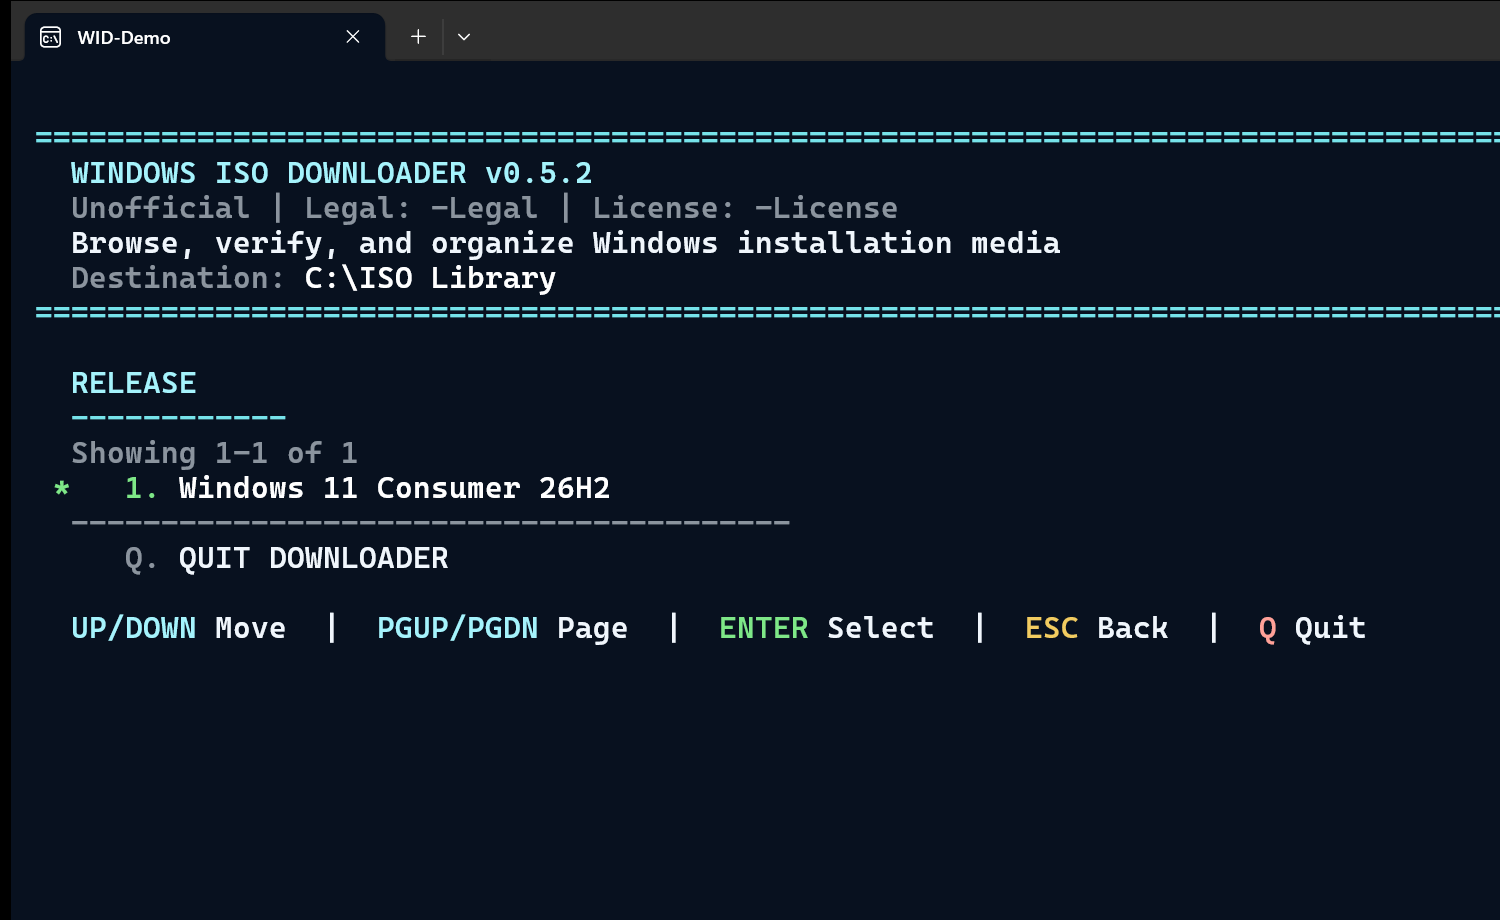 WID-Demo
================================================================================
WINDOWS ISO DOWNLOADER v0.5.2
Unofficial | Legal: -Legal | License: -License
Browse, verify, and organize Windows installation media
Destination: C:\ISO Library
================================================================================
RELEASE
------------
Showing 1-1 of 1
* 1. Windows 11 Consumer 26H2
----------------------------------------
Q. QUIT DOWNLOADER
UP/DOWN Move | PGUP/PGDN Page | ENTER Select | ESC Back | Q Quit